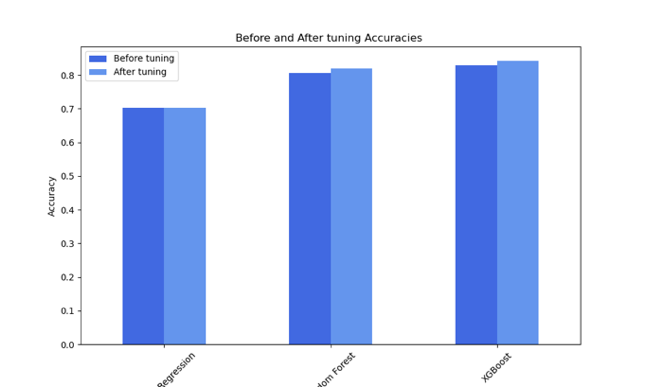 Before and After tuning Accuracies
Before tuning
After tuning
0.8
0.7
0.6
0.5
0.4
0.3
0.2
0.1
0.0
Accuracy
Regression
Forest
XGBoost